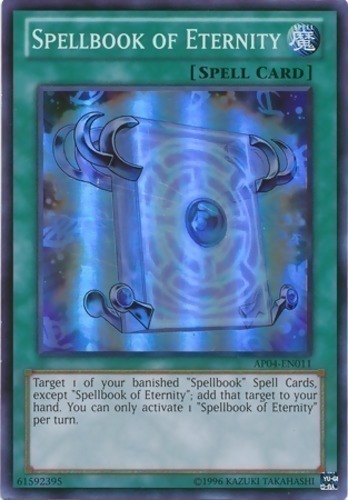 SPELLBOOK OF ETERNITY
魔
[SPELL CARD]
AP04-EN011
Target 1 of your banished "Spellbook" Spell Cards,
except "Spellbook of Eternity"; add that target to your
hand. You can only activate 1 "Spellbook of Eternity"
per turn.
61592395
©1996 KAZUKI TAKAHASHI